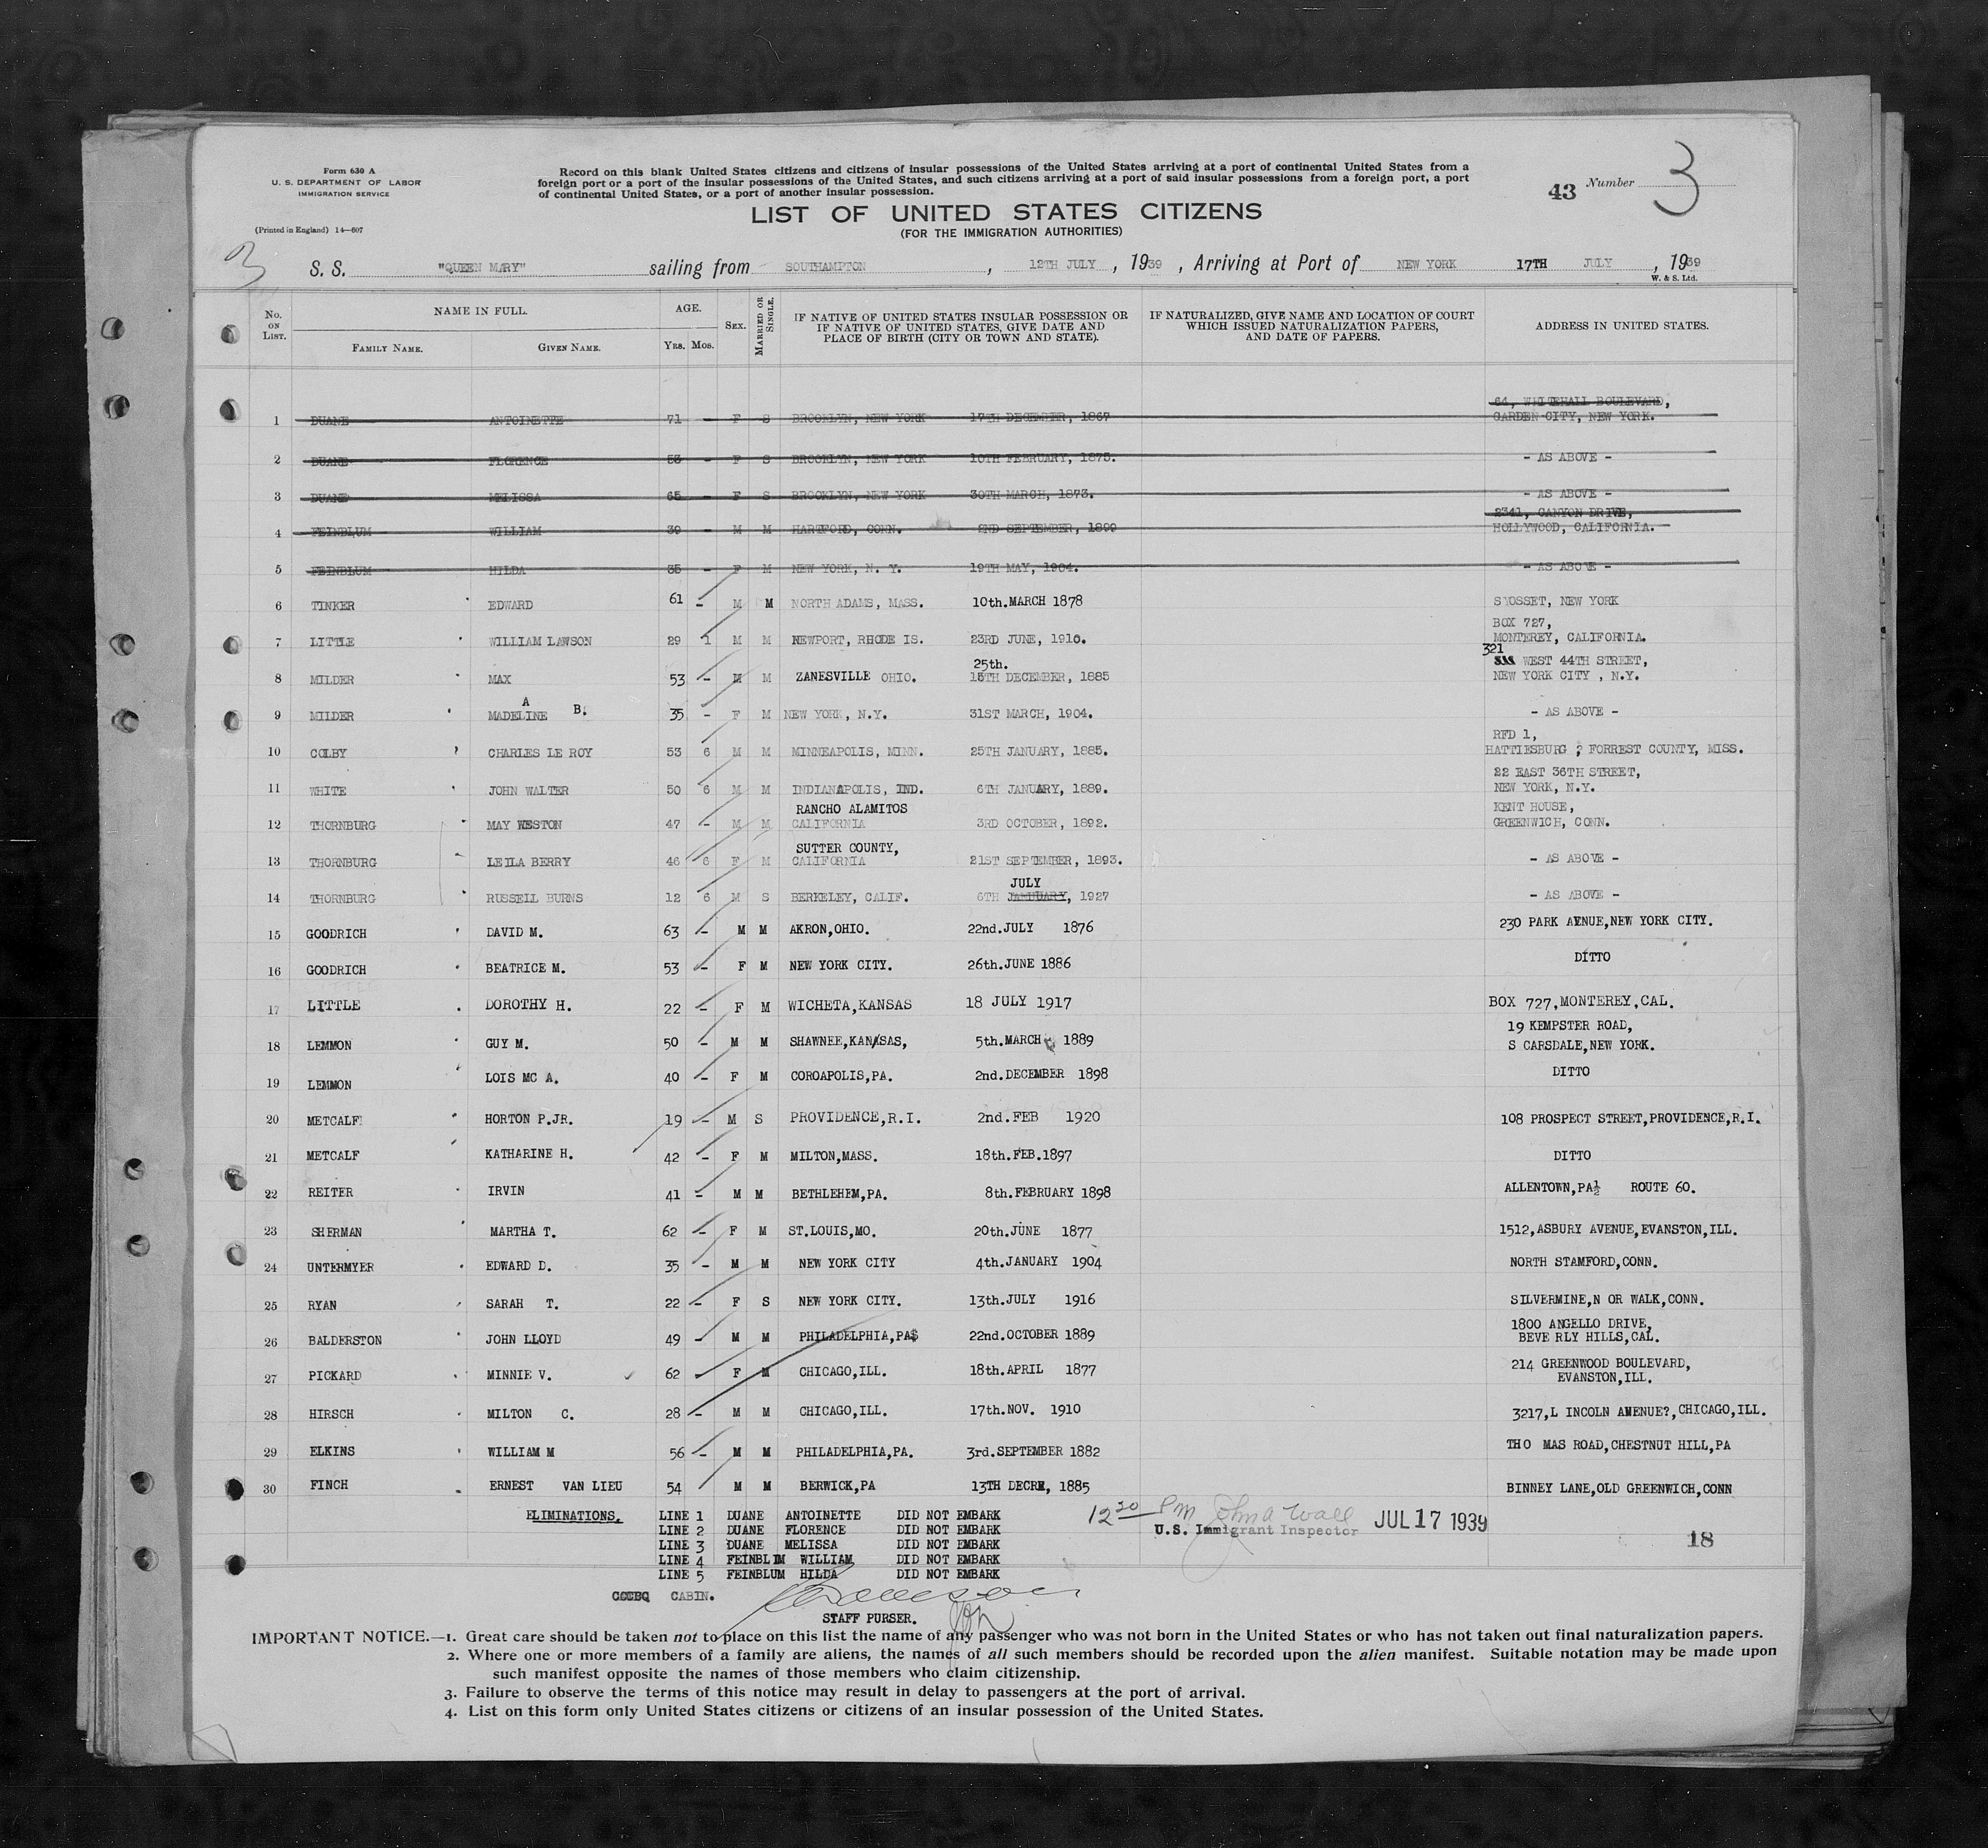 Form 630 A
U. S. DEPARTMENT OF LABOR
IMMIGRATION SERVICE
(Printed in England) 14—607
Record on this blank United States citizens and citizens of insular possessions of the United States arriving at a port of continental United States from a
foreign port or a port of the insular possessions of the United States, and such citizens arriving at a port of said insular possessions from a foreign port, a port
of continental United States, or a port of another insular possession.
43 Number 3
LIST OF UNITED STATES CITIZENS
(FOR THE IMMIGRATION AUTHORITIES)
3 S. S. "QUEEN MARY" sailing from SOUTHAMPTON, 12TH JULY, 1939, Arriving at Port of NEW YORK 17TH JULY, 1939
W. & S. Ltd.
No. ON LIST. NAME IN FULL. FAMILY NAME. GIVEN NAME. AGE. YRS. MOS. SEX. MARRIED OR SINGLE. IF NATIVE OF UNITED STATES INSULAR POSSESSION OR IF NATIVE OF UNITED STATES, GIVE DATE AND PLACE OF BIRTH (CITY OR TOWN AND STATE). IF NATURALIZED, GIVE NAME AND LOCATION OF COURT WHICH ISSUED NATURALIZATION PAPERS, AND DATE OF PAPERS. ADDRESS IN UNITED STATES.
64, WHITEHALL BOULEVARD,
1 DUANE ANTOINETTE 71 - F S BROOKLYN, NEW YORK 17TH DECEMBER, 1867 GARDEN CITY, NEW YORK.
2 DUANE FLORENCE 53 - F S BROOKLYN, NEW YORK 10TH FEBRUARY, 1875. - AS ABOVE -
3 DUANE MELISSA 65 - F S BROOKLYN, NEW YORK 30TH MARCH, 1873. - AS ABOVE -
2341, CANYON DRIVE,
4 FEINBLUM WILLIAM 39 - M M HARTFORD, CONN. 2ND SEPTEMBER, 1899 HOLLYWOOD, CALIFORNIA.
5 FEINBLUM HILDA 35 - F M NEW YORK, N. Y. 19TH MAY, 1904. - AS ABOVE -
6 TINKER EDWARD 61 - M M NORTH ADAMS, MASS. 10th.MARCH 1878 SYOSSET, NEW YORK
BOX 727,
7 LITTLE WILLIAM LAWSON 29 1 M M NEWPORT, RHODE IS. 23RD JUNE, 1910. MONTEREY, CALIFORNIA.
25th. 321 WEST 44TH STREET,
8 MILDER MAX 53 - M M ZANESVILLE OHIO. 15TH DECEMBER, 1885 NEW YORK CITY , N.Y.
A
9 MILDER MADELINE B. 35 - F M NEW YORK, N.Y. 31ST MARCH, 1904. - AS ABOVE -
RFD 1,
10 COLBY CHARLES LE ROY 53 6 M M MINNEAPOLIS, MINN. 25TH JANUARY, 1885. HATTIESBURG ; FORREST COUNTY, MISS.
22 EAST 36TH STREET,
11 WHITE JOHN WALTER 50 6 M M INDIANAPOLIS, IND. 6TH JANUARY, 1889. NEW YORK, N.Y.
RANCHO ALAMITOS KENT HOUSE,
12 THORNBURG MAY WESTON 47 - M M CALIFORNIA 3RD OCTOBER, 1892. GREENWICH, CONN.
SUTTER COUNTY,
13 THORNBURG LEILA BERRY 46 6 F M CALIFORNIA 21ST SEPTEMBER, 1893. - AS ABOVE -
JULY
14 THORNBURG RUSSELL BURNS 12 6 M S BERKELEY, CALIF. 6TH JANUARY, 1927 - AS ABOVE -
15 GOODRICH DAVID M. 63 - M M AKRON,OHIO. 22nd.JULY 1876 230 PARK AVENUE,NEW YORK CITY.
16 GOODRICH BEATRICE M. 53 - F M NEW YORK CITY. 26th.JUNE 1886 DITTO
17 LITTLE DOROTHY H. 22 - F M WICHETA,KANSAS 18 JULY 1917 BOX 727,MONTEREY,CAL.
19 KEMPSTER ROAD,
18 LEMMON GUY M. 50 - M M SHAWNEE,KANSAS, 5th.MARCH 1889 S CARSDALE,NEW YORK.
19 LEMMON LOIS MC A. 40 - F M COROAPOLIS,PA. 2nd.DECEMBER 1898 DITTO
20 METCALF HORTON P.JR. 19 - M S PROVIDENCE,R.I. 2nd.FEB 1920 108 PROSPECT STREET,PROVIDENCE,R.I.
21 METCALF KATHARINE H. 42 - F M MILTON,MASS. 18th.FEB.1897 DITTO
22 REITER IRVIN 41 - M M BETHLEHEM,PA. 8th.FEBRUARY 1898 ALLENTOWN,PA½ ROUTE 60.
23 SHERMAN MARTHA T. 62 - F M ST.LOUIS,MO. 20th.JUNE 1877 1512,ASBURY AVENUE,EVANSTON,ILL.
24 UNTERMYER EDWARD D. 35 - M M NEW YORK CITY 4th.JANUARY 1904 NORTH STAMFORD,CONN.
25 RYAN SARAH T. 22 - F S NEW YORK CITY. 13th.JULY 1916 SILVERMINE,N OR WALK,CONN.
1800 ANGELLO DRIVE,
26 BALDERSTON JOHN LLOYD 49 - M M PHILADELPHIA,PA 22nd.OCTOBER 1889 BEVE RLY HILLS,CAL.
214 GREENWOOD BOULEVARD,
27 PICKARD MINNIE V. 62 - F M CHICAGO,ILL. 18th.APRIL 1877 EVANSTON,ILL.
28 HIRSCH MILTON C. 28 - M M CHICAGO,ILL. 17th.NOV. 1910 3217,L INCOLN AWENUE?,CHICAGO,ILL.
29 ELKINS WILLIAM M 56 - M M PHILADELPHIA,PA. 3rd.SEPTEMBER 1882 THO MAS ROAD,CHESTNUT HILL,PA
30 FINCH ERNEST VAN LIEU 54 M M BERWICK,PA 13TH DECRE, 1885 BINNEY LANE,OLD GREENWICH,CONN
ELIMINATIONS. LINE 1 DUANE ANTOINETTE DID NOT EMBARK
LINE 2 DUANE FLORENCE DID NOT EMBARK
LINE 3 DUANE MELISSA DID NOT EMBARK
LINE 4 FEINBLUM WILLIAM DID NOT EMBARK
LINE 5 FEINBLUM HILDA DID NOT EMBARK
12 30 Pm John A Wall
U.S. Immigrant Inspector JUL 17 1939
18
CABIN.
STAFF PURSER.
IMPORTANT NOTICE.—1. Great care should be taken not to place on this list the name of any passenger who was not born in the United States or who has not taken out final naturalization papers.
2. Where one or more members of a family are aliens, the names of all such members should be recorded upon the alien manifest. Suitable notation may be made upon
such manifest opposite the names of those members who claim citizenship.
3. Failure to observe the terms of this notice may result in delay to passengers at the port of arrival.
4. List on this form only United States citizens or citizens of an insular possession of the United States.